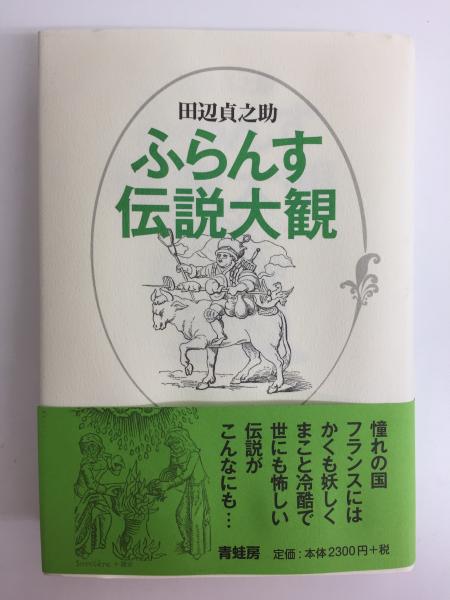 田辺貞之助
ふらんす
伝説大観
憧れの国
フランスには
かくも妖しく
まこと冷酷で
世にも怖しい
伝説が
こんなにも…
青蛙房 定価：本体2300円＋税